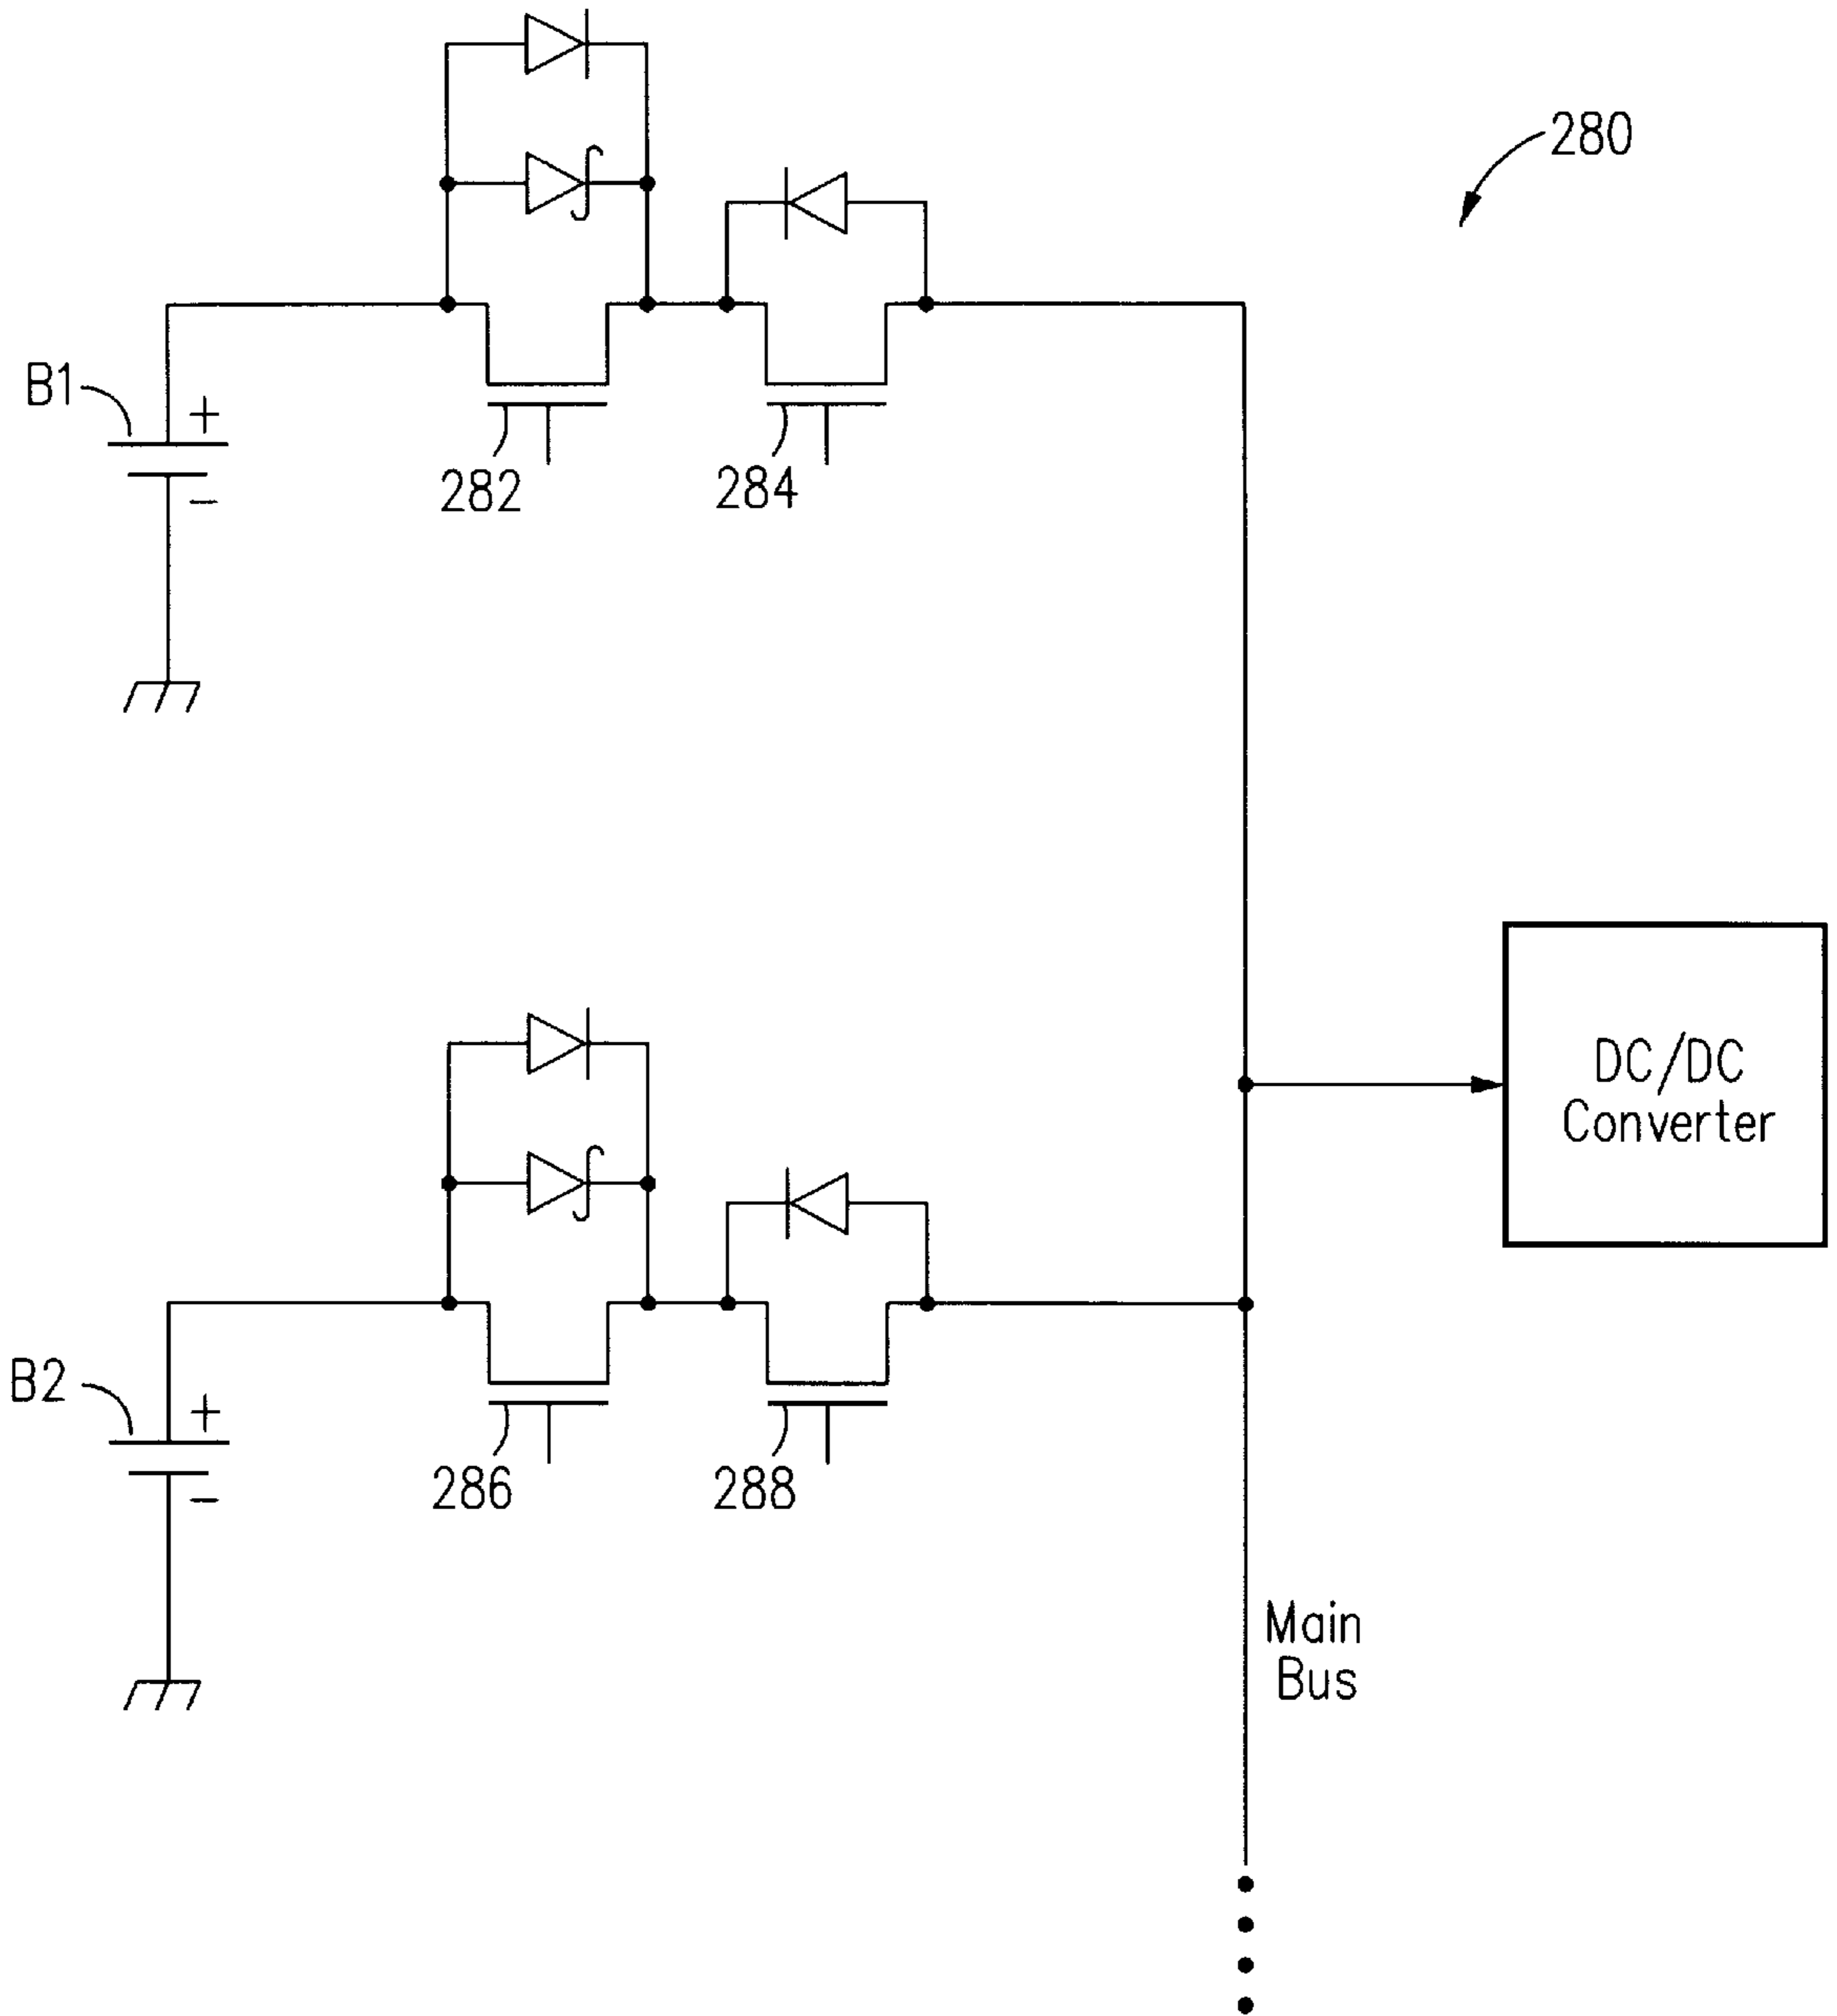 280
B1
+
−
282
284
DC/DC
Converter
B2
+
−
286
288
Main
Bus